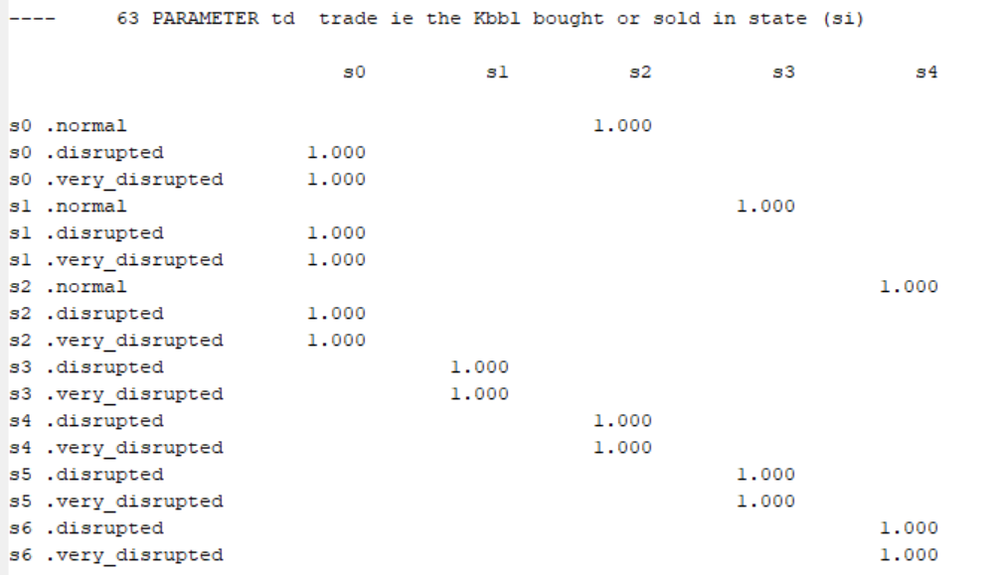 ----     63 PARAMETER td  trade ie the Kbbl bought or sold in state (si)
                           s0          s1          s2          s3          s4
s0 .normal                                      1.000
s0 .disrupted           1.000
s0 .very_disrupted      1.000
s1 .normal                                                  1.000
s1 .disrupted           1.000
s1 .very_disrupted      1.000
s2 .normal                                                              1.000
s2 .disrupted           1.000
s2 .very_disrupted      1.000
s3 .disrupted                       1.000
s3 .very_disrupted                  1.000
s4 .disrupted                                   1.000
s4 .very_disrupted                              1.000
s5 .disrupted                                               1.000
s5 .very_disrupted                                          1.000
s6 .disrupted                                                           1.000
s6 .very_disrupted                                                      1.000